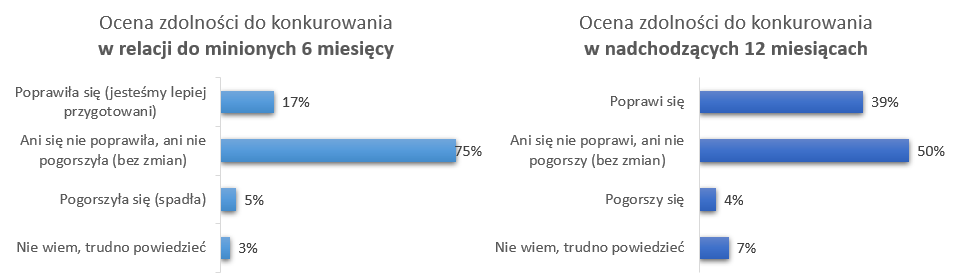 Ocena zdolności do konkurowania
w relacji do minionych 6 miesięcy
Poprawiła się (jesteśmy lepiej
przygotowani)
17%
Ani się nie poprawiła, ani nie
pogorszyła (bez zmian)
75%
Pogorszyła się (spadła)
5%
Nie wiem, trudno powiedzieć
3%
Ocena zdolności do konkurowania
w nadchodzących 12 miesiącach
Poprawi się
39%
Ani się nie poprawi, ani nie
pogorszy (bez zmian)
50%
Pogorszy się
4%
Nie wiem, trudno powiedzieć
7%